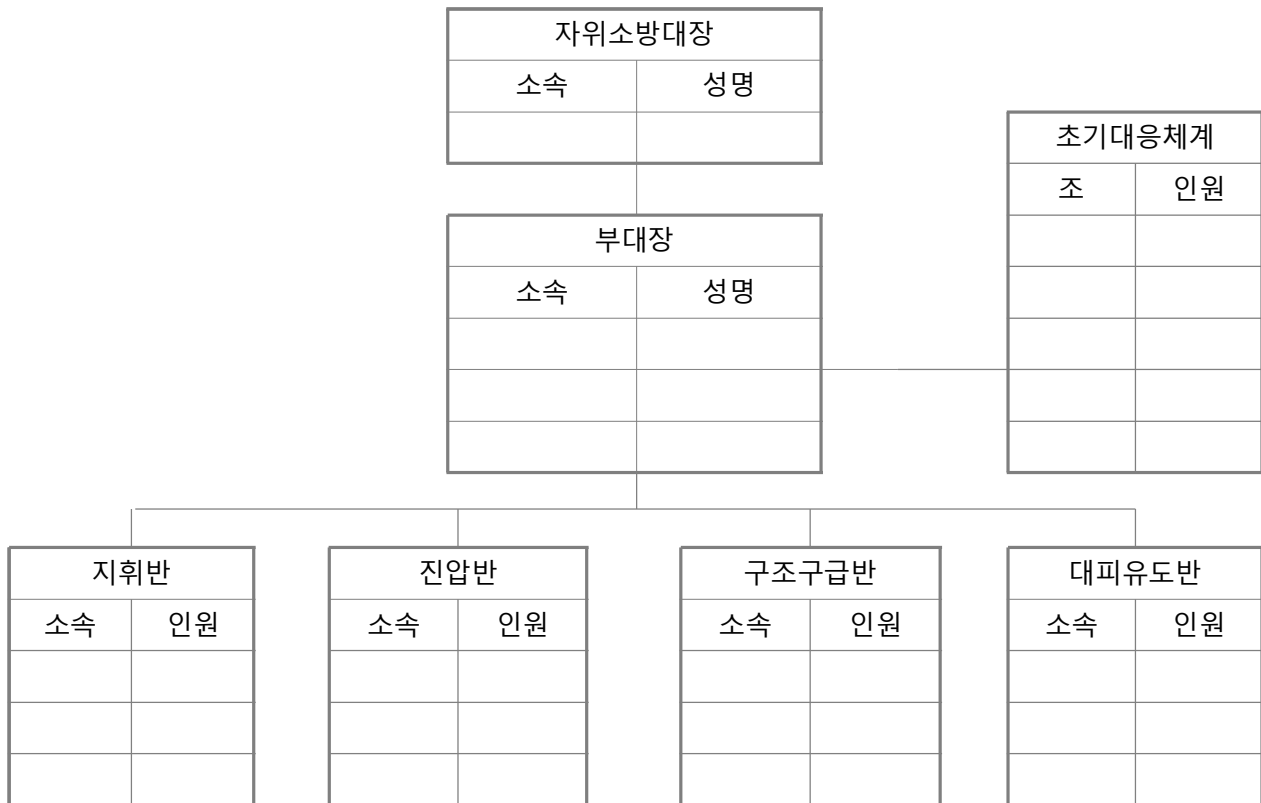 자위소방대장
소속 성명
초기대응체계
조 인원
부대장
소속 성명
지휘반 진압반 구조구급반 대피유도반
소속 인원 소속 인원 소속 인원 소속 인원